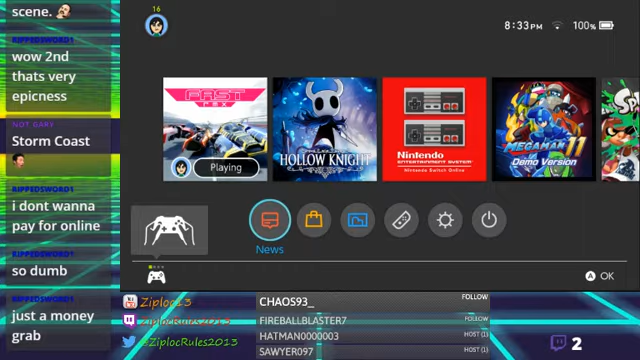 scene.
RIPPEDSWORD1
wow 2nd
thats very
epicness
NOT GARY
Storm Coast
RIPPEDSWORD1
i dont wanna
pay for online
RIPPEDSWORD1
so dumb
RIPPEDSWORD1
just a money
grab
16
8:33PM
100%
FAST
RMX
Playing
HOLLOW KNIGHT
Nintendo
ENTERTAINMENT SYSTEM
Nintendo Switch Online
MEGAMAN 11
Demo Version
News
A OK
Ziploc13
ZiplocRules2013
@ZiplocRules2013
CHAOS93_ FOLLOW
FIREBALLBLASTER7 FOLLOW
HATMAN0000003 HOST (1)
SAWYER097 HOST (1)
2